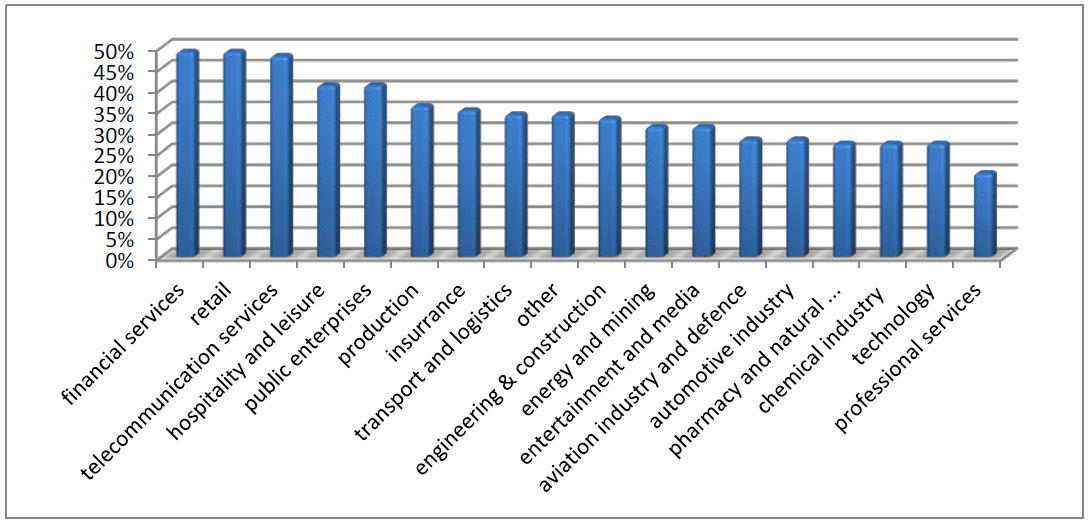 50%
45%
40%
35%
30%
25%
20%
15%
10%
5%
0%
financial services
retail
telecommunication services
hospitality and leisure
public enterprises
production
insurrance
transport and logistics
other
engineering & construction
energy and mining
entertainment and media
aviation industry and defence
automotive industry
pharmacy and natural ...
chemical industry
technology
professional services